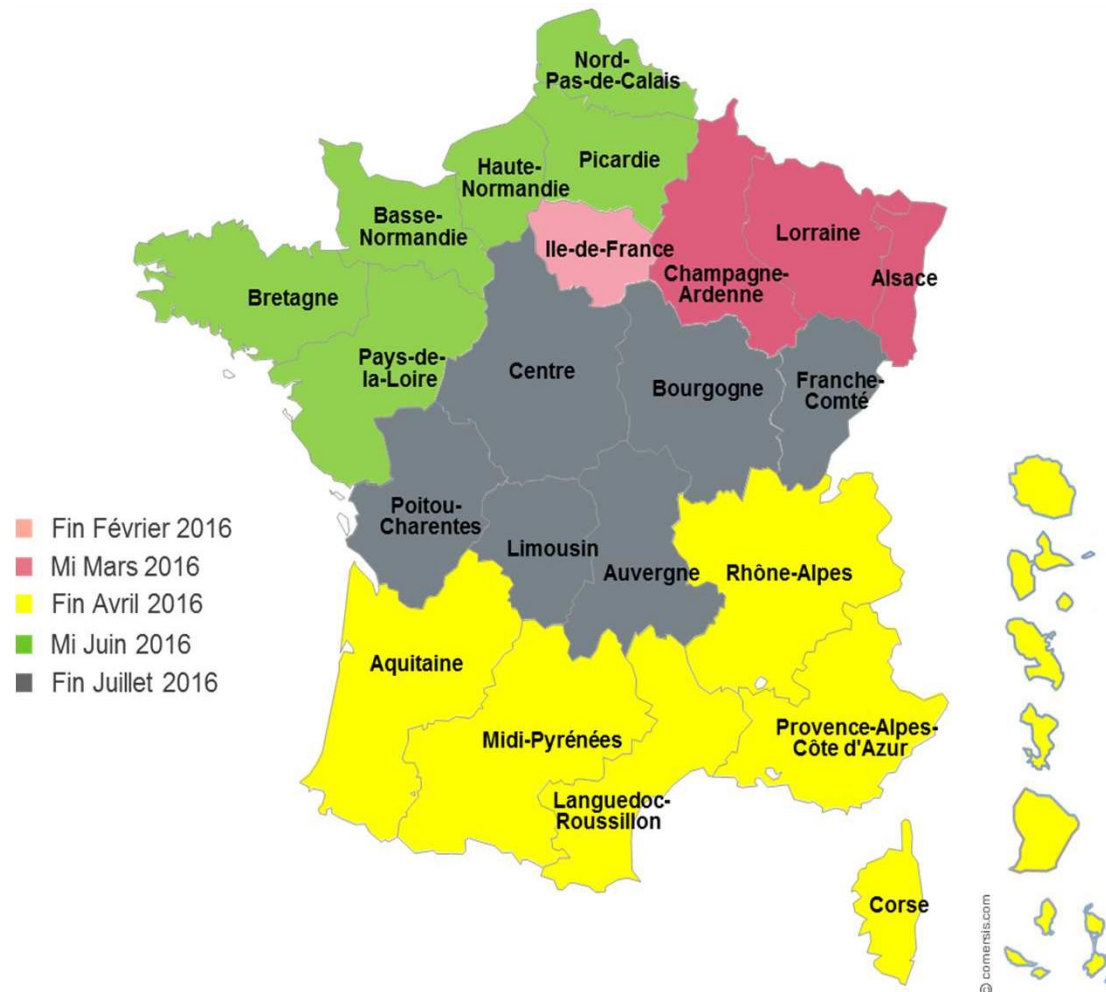 Nord-
Pas-de-Calais
Picardie
Haute-
Normandie
Basse-
Normandie
Ile-de-France
Champagne-
Ardenne
Lorraine
Alsace
Bretagne
Pays-de-
la-Loire
Centre
Bourgogne
Franche-
Comté
Poitou-
Charentes
Limousin
Auvergne
Rhône-Alpes
Aquitaine
Midi-Pyrénées
Languedoc-
Roussillon
Provence-Alpes-
Côte d'Azur
Corse
Fin Février 2016
Mi Mars 2016
Fin Avril 2016
Mi Juin 2016
Fin Juillet 2016
© comersis.com